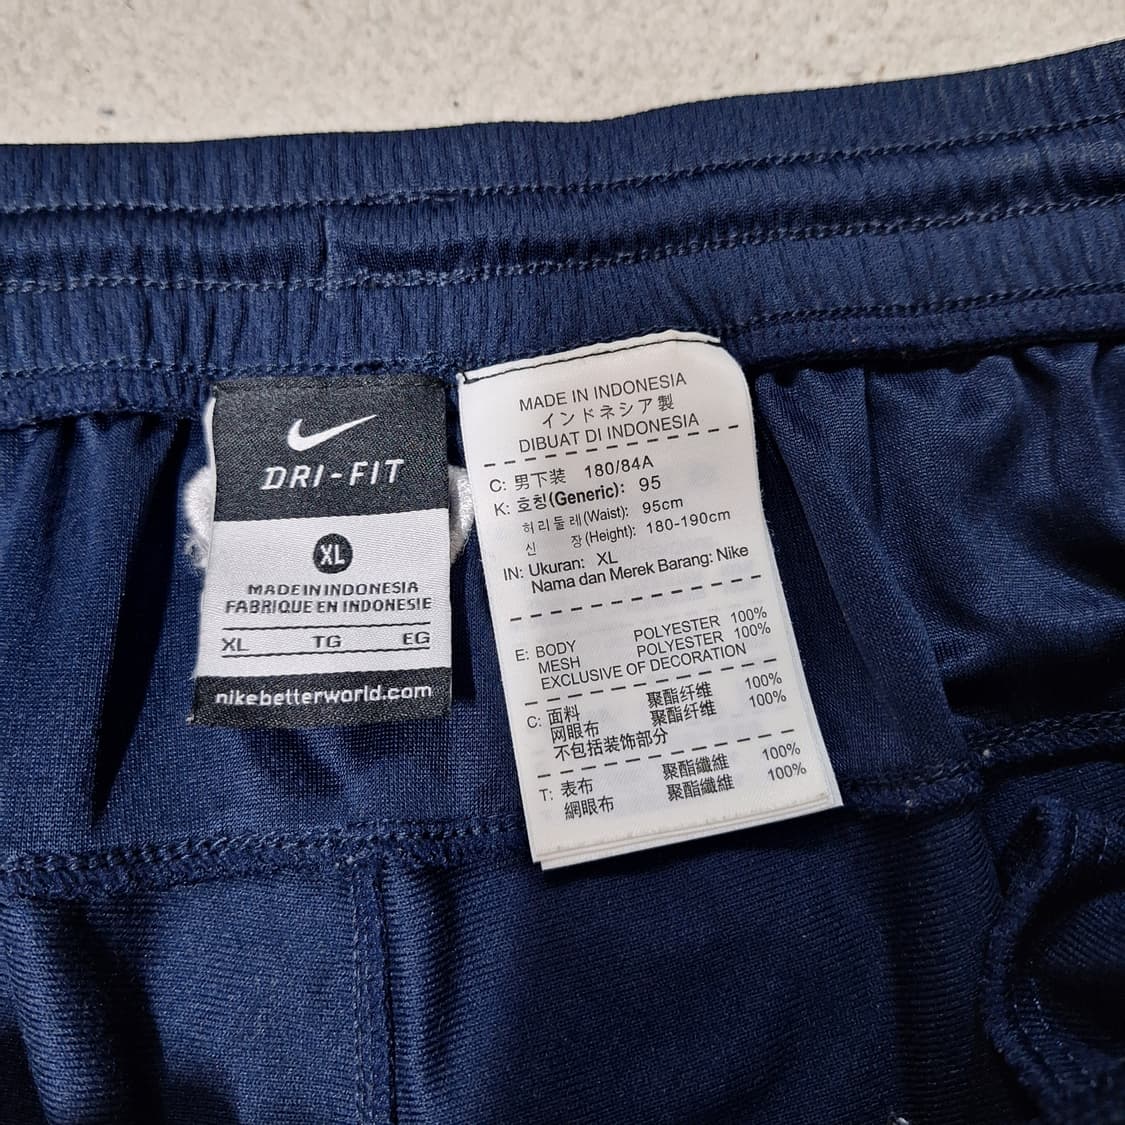 DRI-FIT
XL
MADE IN INDONESIA
FABRIQUE EN INDONESIE
XL TG EG
nikebetterworld.com
MADE IN INDONESIA
インドネシア製
DIBUAT DI INDONESIA
C: 男下装 180/84A
K: 호칭(Generic): 95
허리둘레(Waist): 95cm
신 장(Height): 180-190cm
IN: Ukuran: XL
Nama dan Merek Barang: Nike
E: BODY POLYESTER 100%
MESH POLYESTER 100%
EXCLUSIVE OF DECORATION
C: 面料 聚酯纤维 100%
网眼布 聚酯纤维 100%
不包括装饰部分
T: 表布 聚酯纖維 100%
網眼布 聚酯纖維 100%